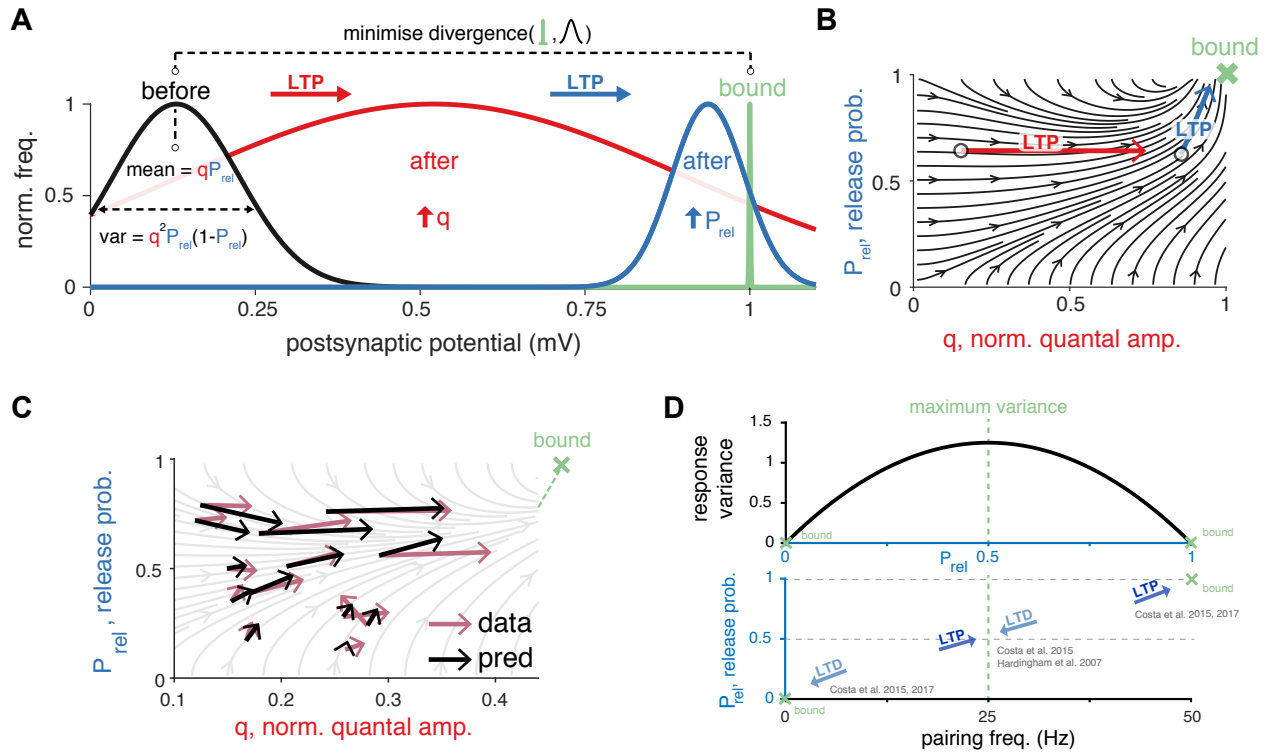 A
minimise divergence( , )
before
LTP
LTP
bound
norm. freq.
1
0.5
0
mean = qPrel
var = q²Prel(1-Prel)
after
q
after
Prel
0
0.25
0.5
0.75
1
postsynaptic potential (mV)
B
bound
Prel, release prob.
1
0.5
0
LTP
LTP
0
0.5
1
q, norm. quantal amp.
C
bound
Prel, release prob.
1
0.5
0
data
pred
0.1
0.2
0.3
0.4
q, norm. quantal amp.
D
maximum variance
response
variance
1.5
1
0.5
0
bound
bound
0
0.5
1
Prel
Prel, release prob.
1
0.5
0
bound
LTP
Costa et al. 2015, 2017
LTD
LTP
Costa et al. 2015
Hardingham et al. 2007
LTD
Costa et al. 2015, 2017
bound
0
25
50
pairing freq. (Hz)